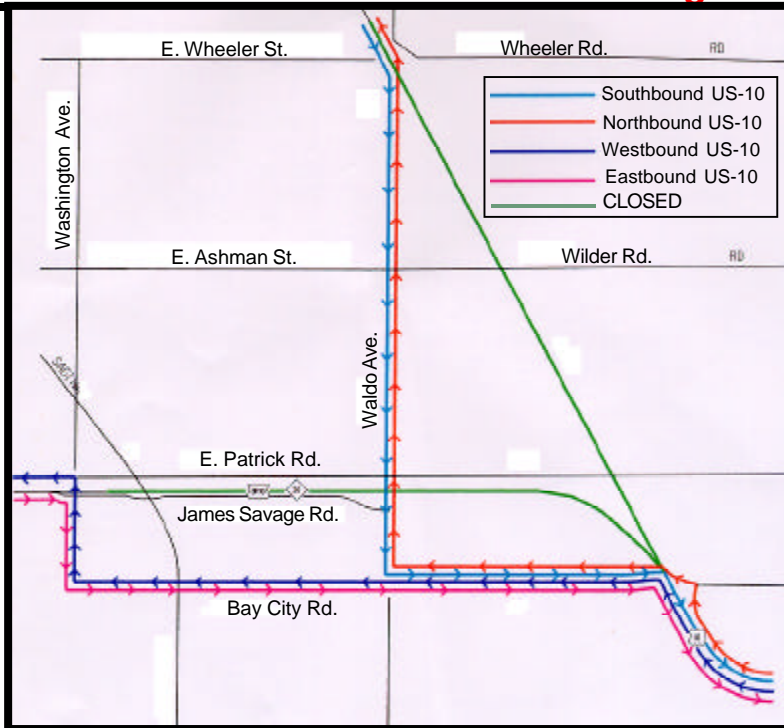 E. Wheeler St.
Wheeler Rd.
RD
Southbound US-10
Northbound US-10
Westbound US-10
Eastbound US-10
CLOSED
Washington Ave.
E. Ashman St.
Wilder Rd.
RD
Waldo Ave.
E. Patrick Rd.
James Savage Rd.
Bay City Rd.